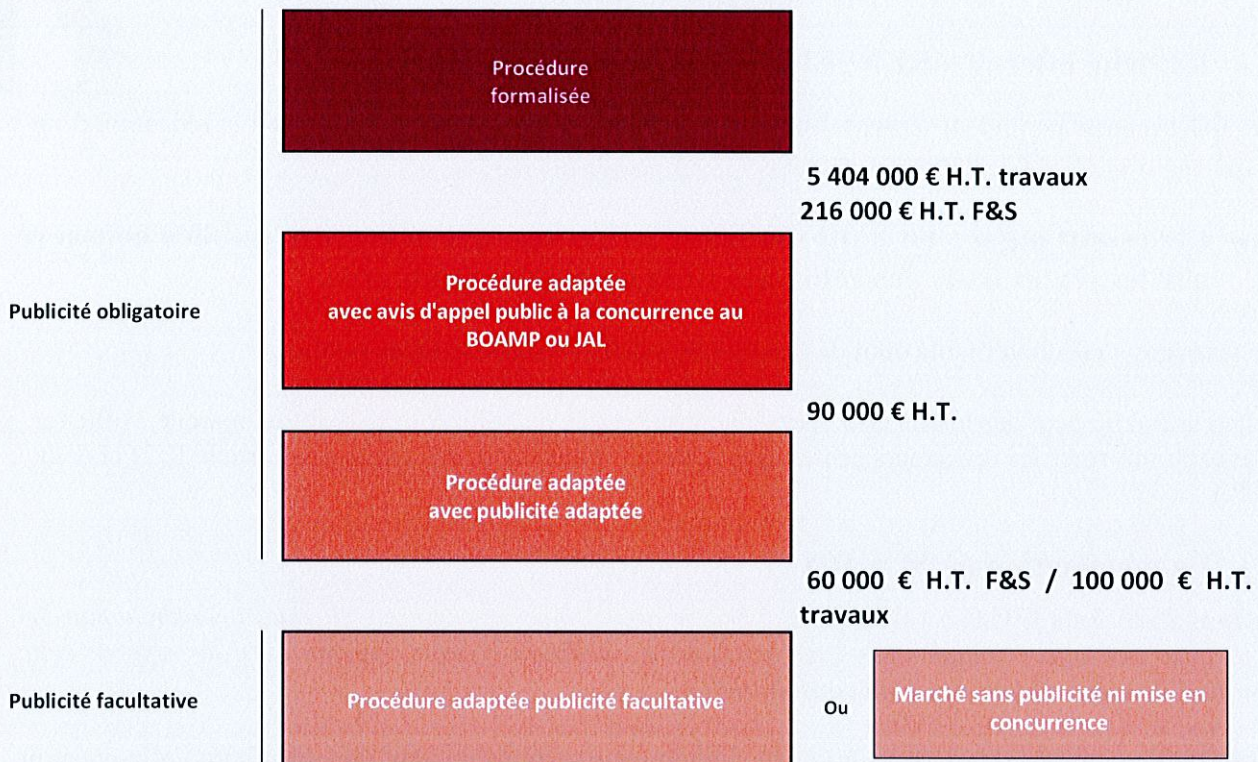 Procédure
formalisée
5 404 000 € H.T. travaux
216 000 € H.T. F&S
Publicité obligatoire
Procédure adaptée
avec avis d'appel public à la concurrence au
BOAMP ou JAL
90 000 € H.T.
Procédure adaptée
avec publicité adaptée
60 000 € H.T. F&S / 100 000 € H.T.
travaux
Publicité facultative
Procédure adaptée publicité facultative
Ou
Marché sans publicité ni mise en
concurrence